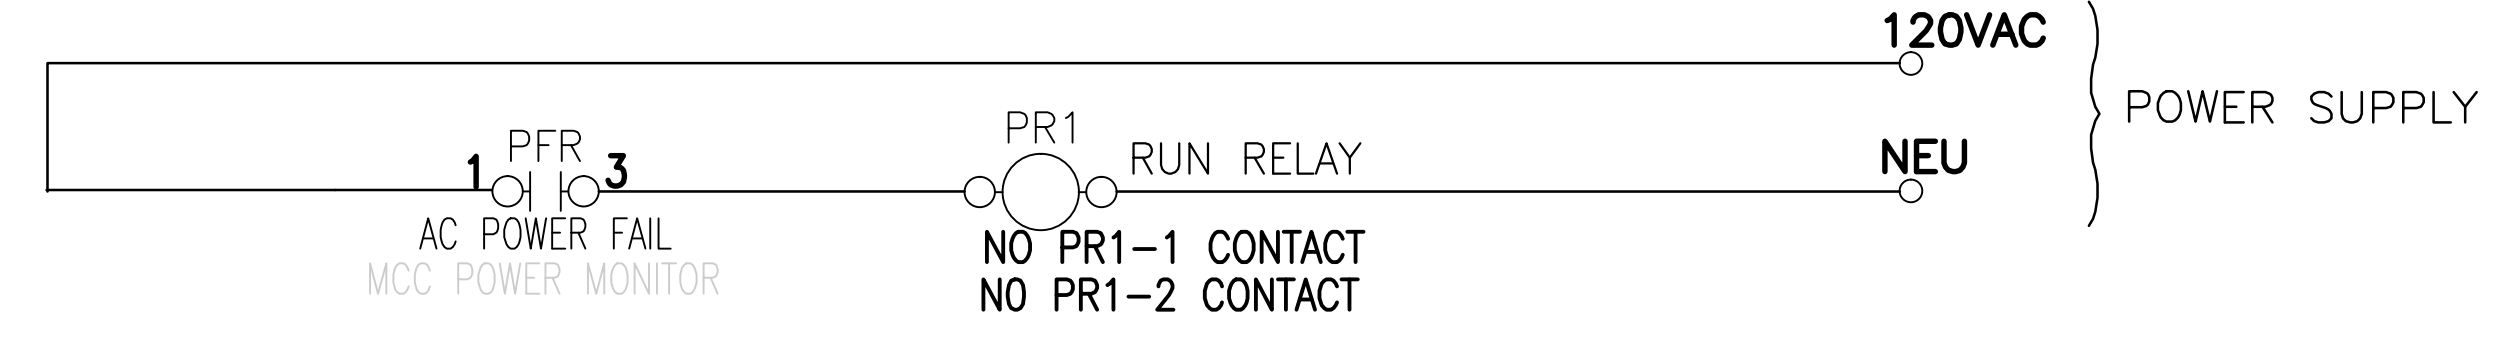 120VAC
POWER SUPPLY
PR1
PFR
RUN RELAY
NEU
1
3
AC POWER FAIL
MCC POWER MONITOR
NO PR1-1 CONTACT
NO PR1-2 CONTACT